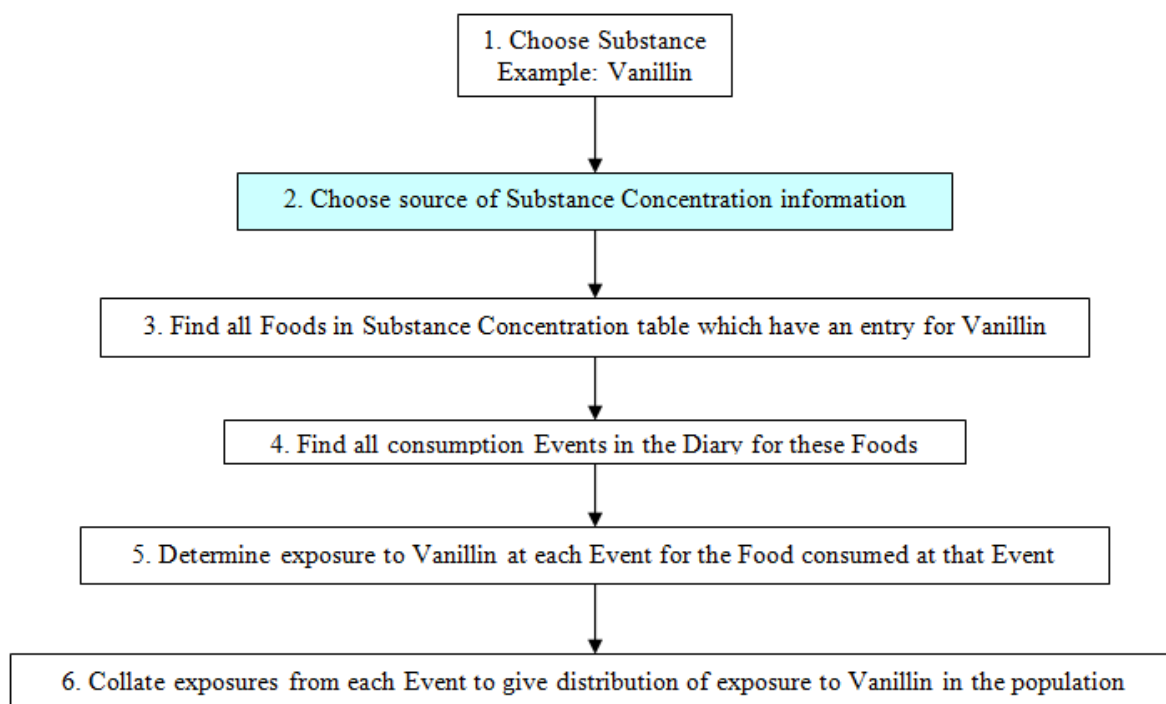 1. Choose Substance
Example: Vanillin
2. Choose source of Substance Concentration information
3. Find all Foods in Substance Concentration table which have an entry for Vanillin
4. Find all consumption Events in the Diary for these Foods
5. Determine exposure to Vanillin at each Event for the Food consumed at that Event
6. Collate exposures from each Event to give distribution of exposure to Vanillin in the population